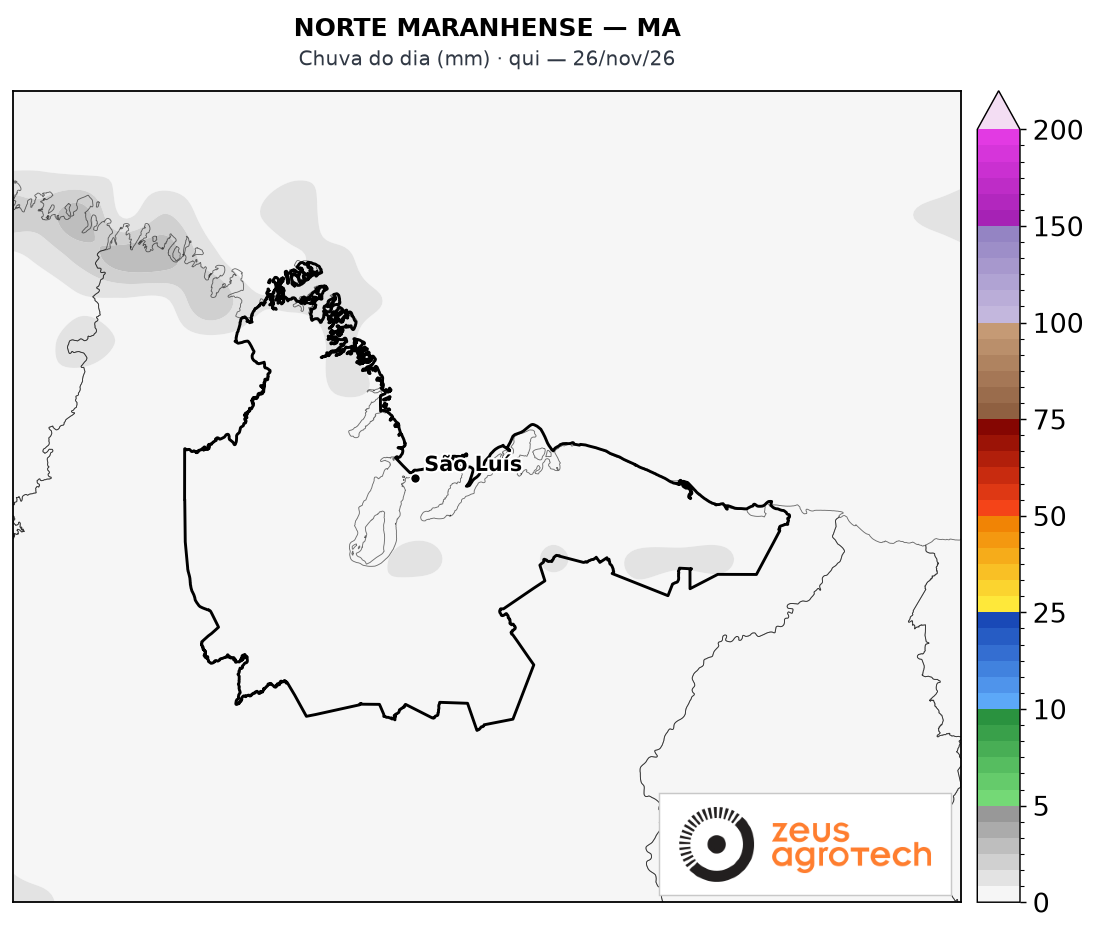 NORTE MARANHENSE — MA
Chuva do dia (mm) · qui — 26/nov/26
200
150
100
75
50
25
10
5
0
São Luís
zeus
agrotech